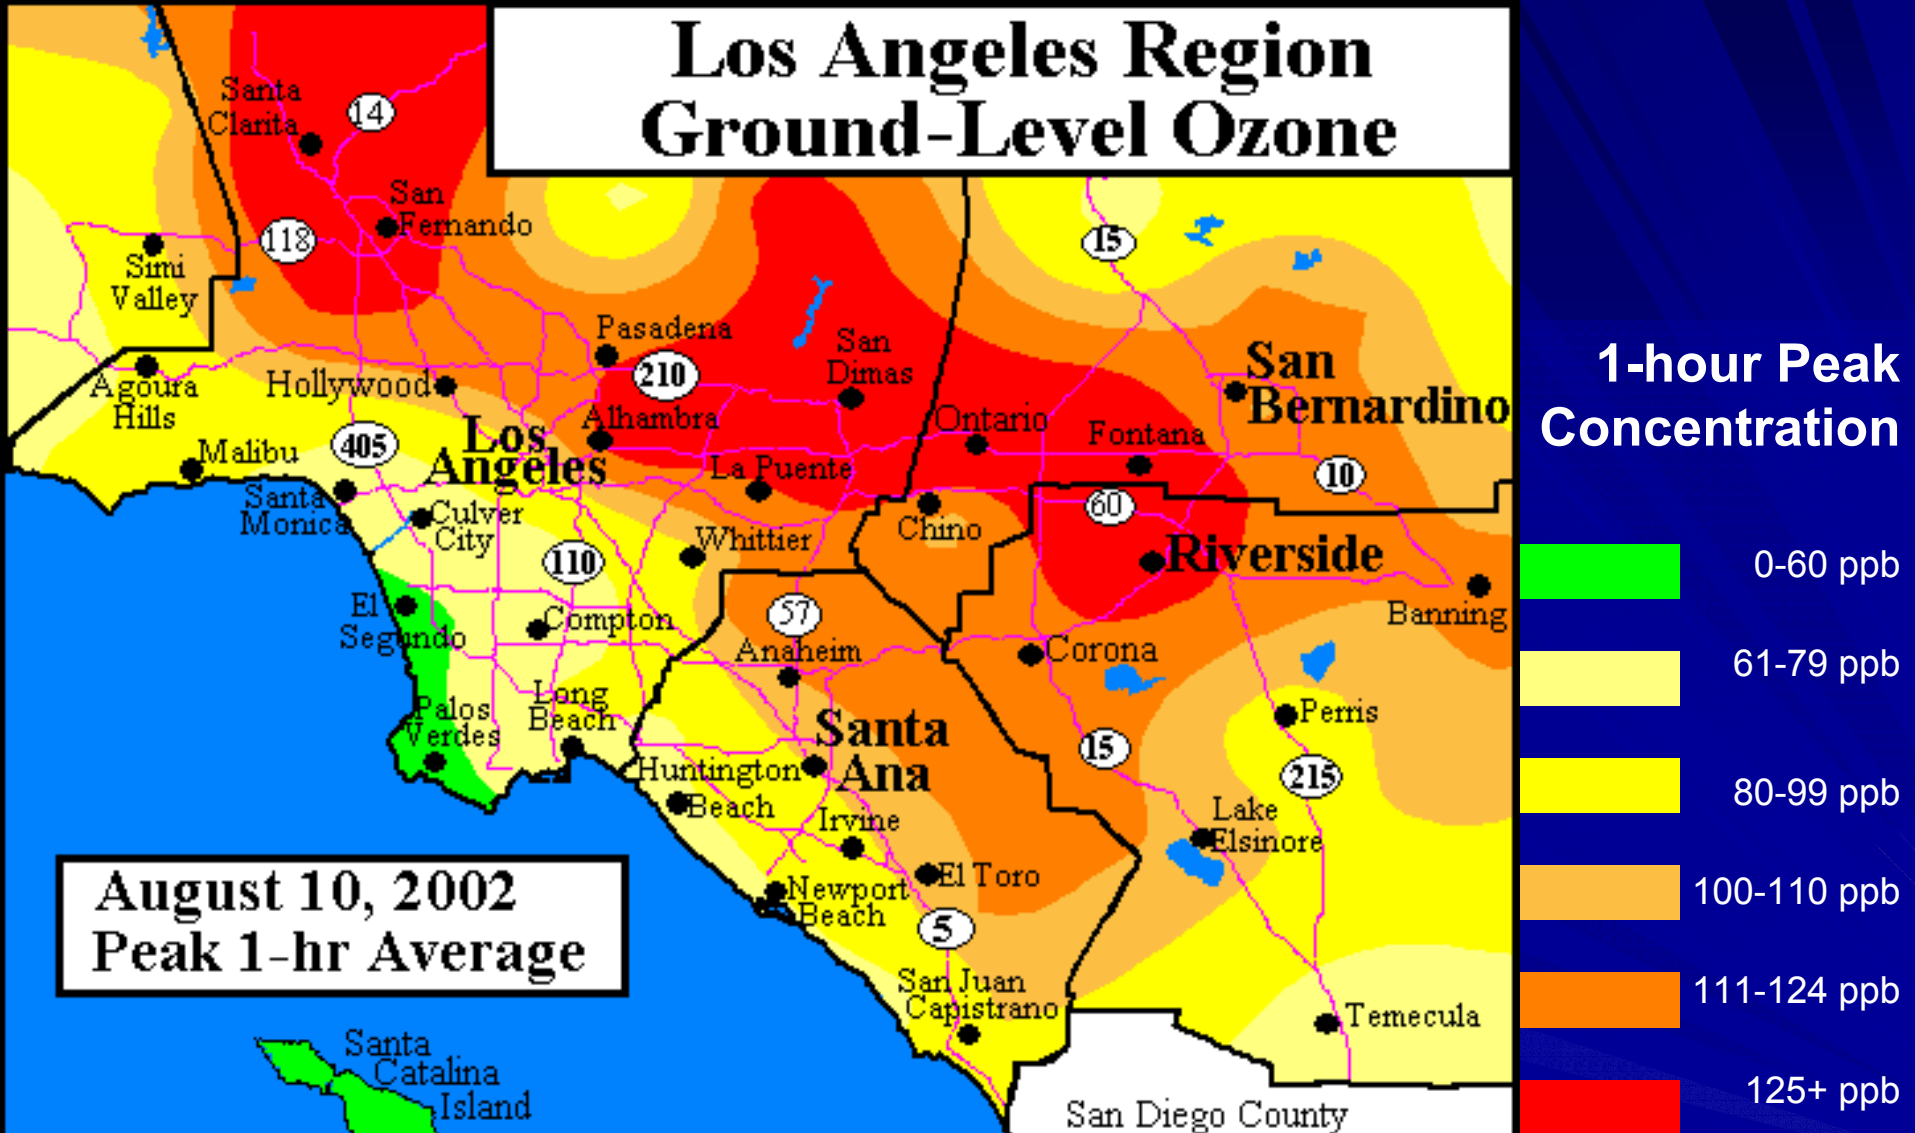 Los Angeles Region
Ground-Level Ozone
Santa
Clarita
14
San
Fernando
118
15
Simi
Valley
Pasadena
San
Dimas
210
San
Bernardino
Agoura
Hills
Hollywood
Alhambra
Ontario
Fontana
Malibu
405
Los
Angeles
La Puente
10
Santa
Monica
Culver
City
60
Chino
Whittier
Riverside
110
El
Segundo
Compton
57
Banning
Anaheim
Corona
Long
Beach
Palos
Verdes
Perris
Santa
Ana
15
215
Huntington
Beach
Irvine
Lake
Elsinore
El Toro
Newport
Beach
5
San Juan
Capistrano
Temecula
San Diego County
August 10, 2002
Peak 1-hr Average
Santa
Catalina
Island
1-hour Peak
Concentration
0-60 ppb
61-79 ppb
80-99 ppb
100-110 ppb
111-124 ppb
125+ ppb